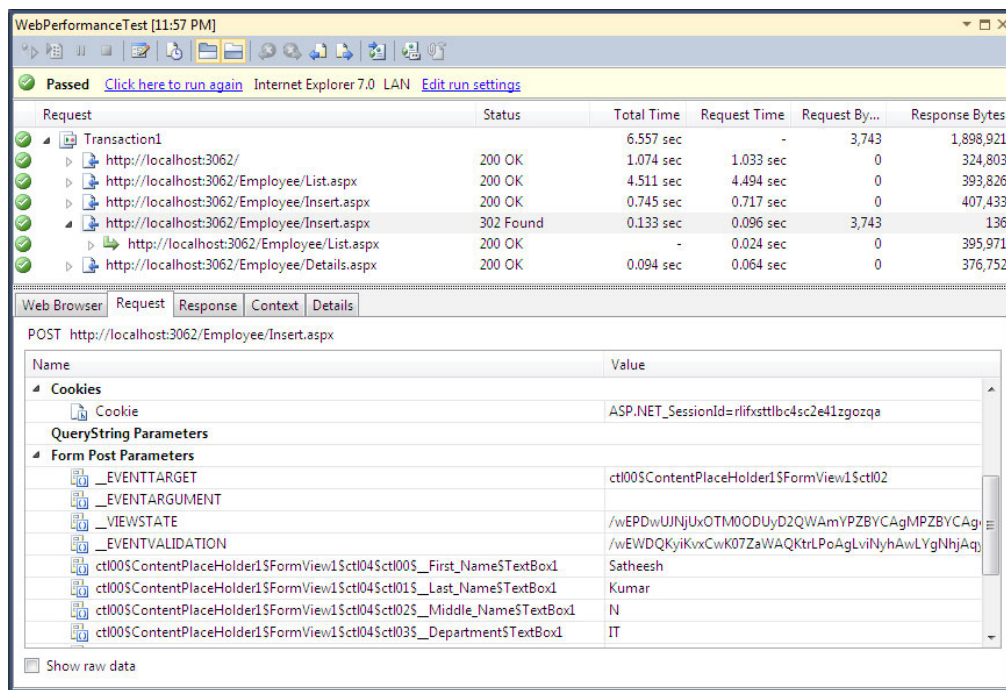 WebPerformanceTest [11:57 PM]
Passed Click here to run again Internet Explorer 7.0 LAN Edit run settings
Request Status Total Time Request Time Request By... Response Bytes
Transaction1 6.557 sec - 3,743 1,898,921
http://localhost:3062/ 200 OK 1.074 sec 1.033 sec 0 324,803
http://localhost:3062/Employee/List.aspx 200 OK 4.511 sec 4.494 sec 0 393,826
http://localhost:3062/Employee/Insert.aspx 200 OK 0.745 sec 0.717 sec 0 407,433
http://localhost:3062/Employee/Insert.aspx 302 Found 0.133 sec 0.096 sec 3,743 136
http://localhost:3062/Employee/List.aspx 200 OK - 0.024 sec 0 395,971
http://localhost:3062/Employee/Details.aspx 200 OK 0.094 sec 0.064 sec 0 376,752
Web Browser Request Response Context Details
POST http://localhost:3062/Employee/Insert.aspx
Name Value
Cookies
Cookie ASP.NET_SessionId=rlifxsttlbc4sc2e41zgozqa
QueryString Parameters
Form Post Parameters
__EVENTTARGET ctl00$ContentPlaceHolder1$FormView1$ctl02
__EVENTARGUMENT
__VIEWSTATE /wEPDwUJNjUxOTM0ODUyD2QWAmYPZBYCAgMPZBYCAg
__EVENTVALIDATION /wEWDQKyiKvxCwK07ZaWAQKtrLPoAgLviNyhAwLYgNhjAq
ctl00$ContentPlaceHolder1$FormView1$ctl04$ctl00$__First_Name$TextBox1 Satheesh
ctl00$ContentPlaceHolder1$FormView1$ctl04$ctl01$__Last_Name$TextBox1 Kumar
ctl00$ContentPlaceHolder1$FormView1$ctl04$ctl02$__Middle_Name$TextBox1 N
ctl00$ContentPlaceHolder1$FormView1$ctl04$ctl03$__Department$TextBox1 IT
Show raw data